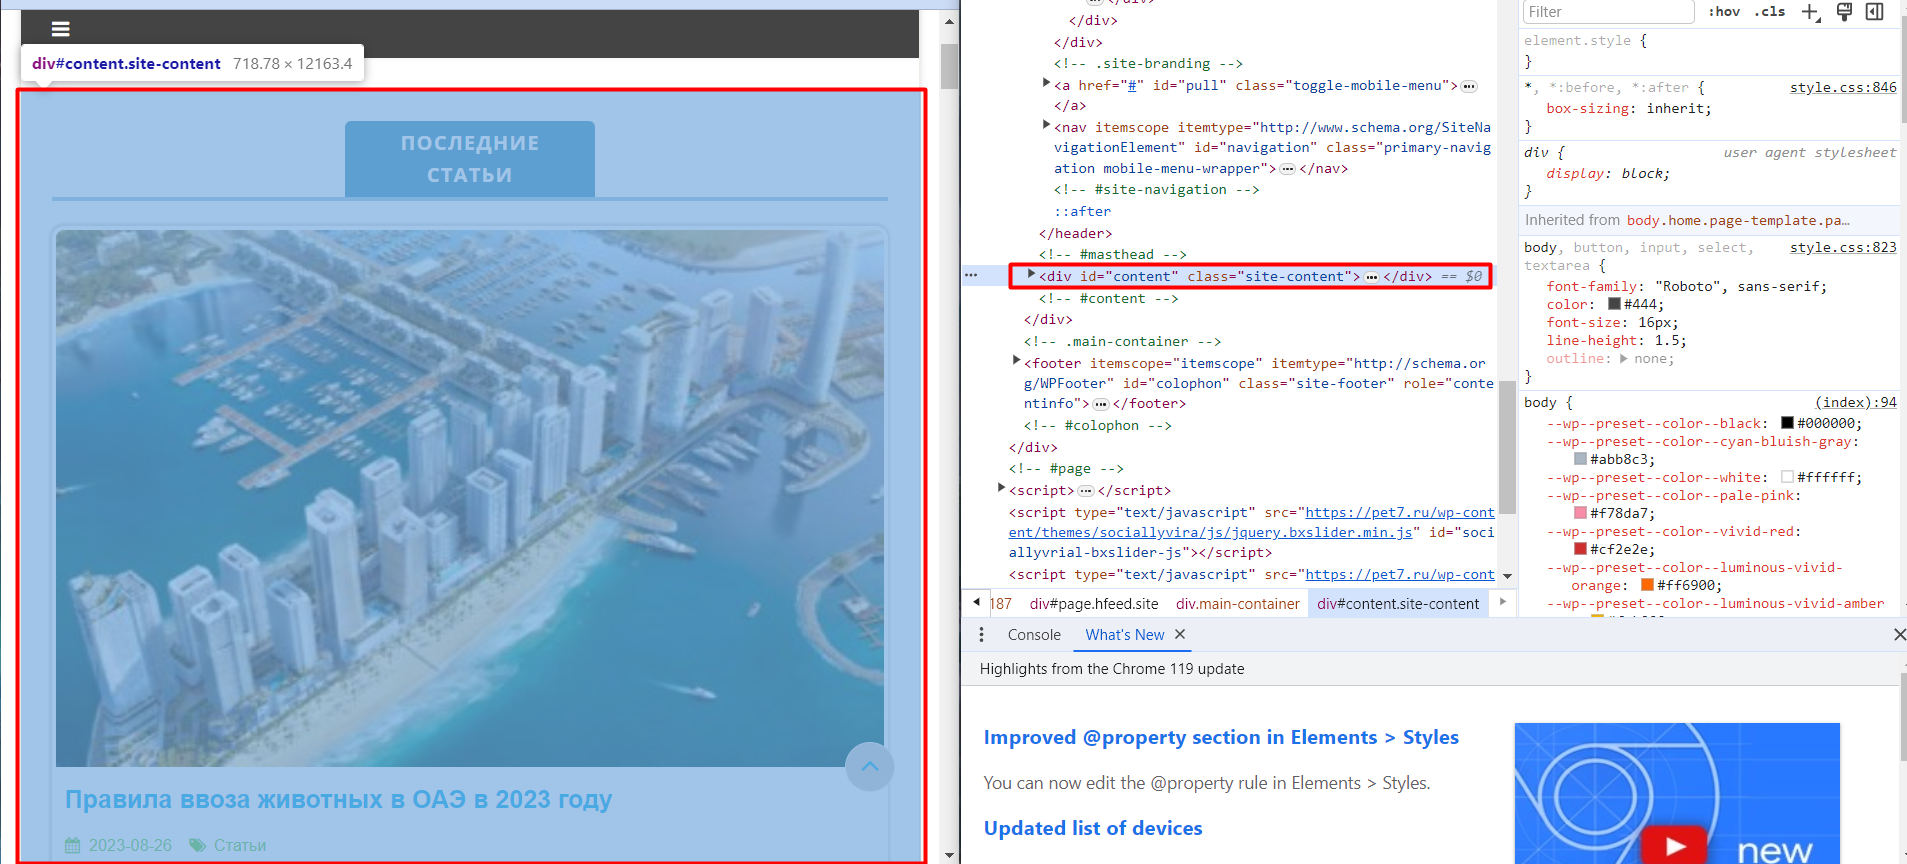 div#content.site-content 718.78 × 12163.4
ПОСЛЕДНИЕ
СТАТЬИ
Правила ввоза животных в ОАЭ в 2023 году
2023-08-26 Статьи
</div>
</div>
<!-- .site-branding -->
<a href="#" id="pull" class="toggle-mobile-menu">
</a>
<nav itemscope itemtype="http://www.schema.org/SiteNa
vigationElement" id="navigation" class="primary-navig
ation mobile-menu-wrapper"> ... </nav>
<!-- #site-navigation -->
::after
</header>
<!-- #masthead -->
... <div id="content" class="site-content"> ... </div> == $0
<!-- #content -->
</div>
<!-- .main-container -->
<footer itemscope="itemscope" itemtype="http://schema.or
g/WPFooter" id="colophon" class="site-footer" role="conte
ntinfo"> ... </footer>
<!-- #colophon -->
</div>
<!-- #page -->
<script> ... </script>
<script type="text/javascript" src="https://pet7.ru/wp-cont
ent/themes/sociallyvira/js/jquery.bxslider.min.js" id="soci
allyvrial-bxslider-js"></script>
<script type="text/javascript" src="https://pet7.ru/wp-cont
187 div#page.hfeed.site div.main-container div#content.site-content
Filter :hov .cls
element.style {
}
*, *:before, *:after { style.css:846
box-sizing: inherit;
}
div { user agent stylesheet
display: block;
}
Inherited from body.home.page-template.pa...
body, button, input, select, style.css:823
textarea {
font-family: "Roboto", sans-serif;
color: #444;
font-size: 16px;
line-height: 1.5;
outline: none;
}
body { (index):94
--wp--preset--color--black: #000000;
--wp--preset--color--cyan-bluish-gray:
#abb8c3;
--wp--preset--color--white: #ffffff;
--wp--preset--color--pale-pink:
#f78da7;
--wp--preset--color--vivid-red:
#cf2e2e;
--wp--preset--color--luminous-vivid-
orange: #ff6900;
--wp--preset--color--luminous-vivid-amber
Console What's New
Highlights from the Chrome 119 update
Improved @property section in Elements > Styles
You can now edit the @property rule in Elements > Styles.
Updated list of devices
new